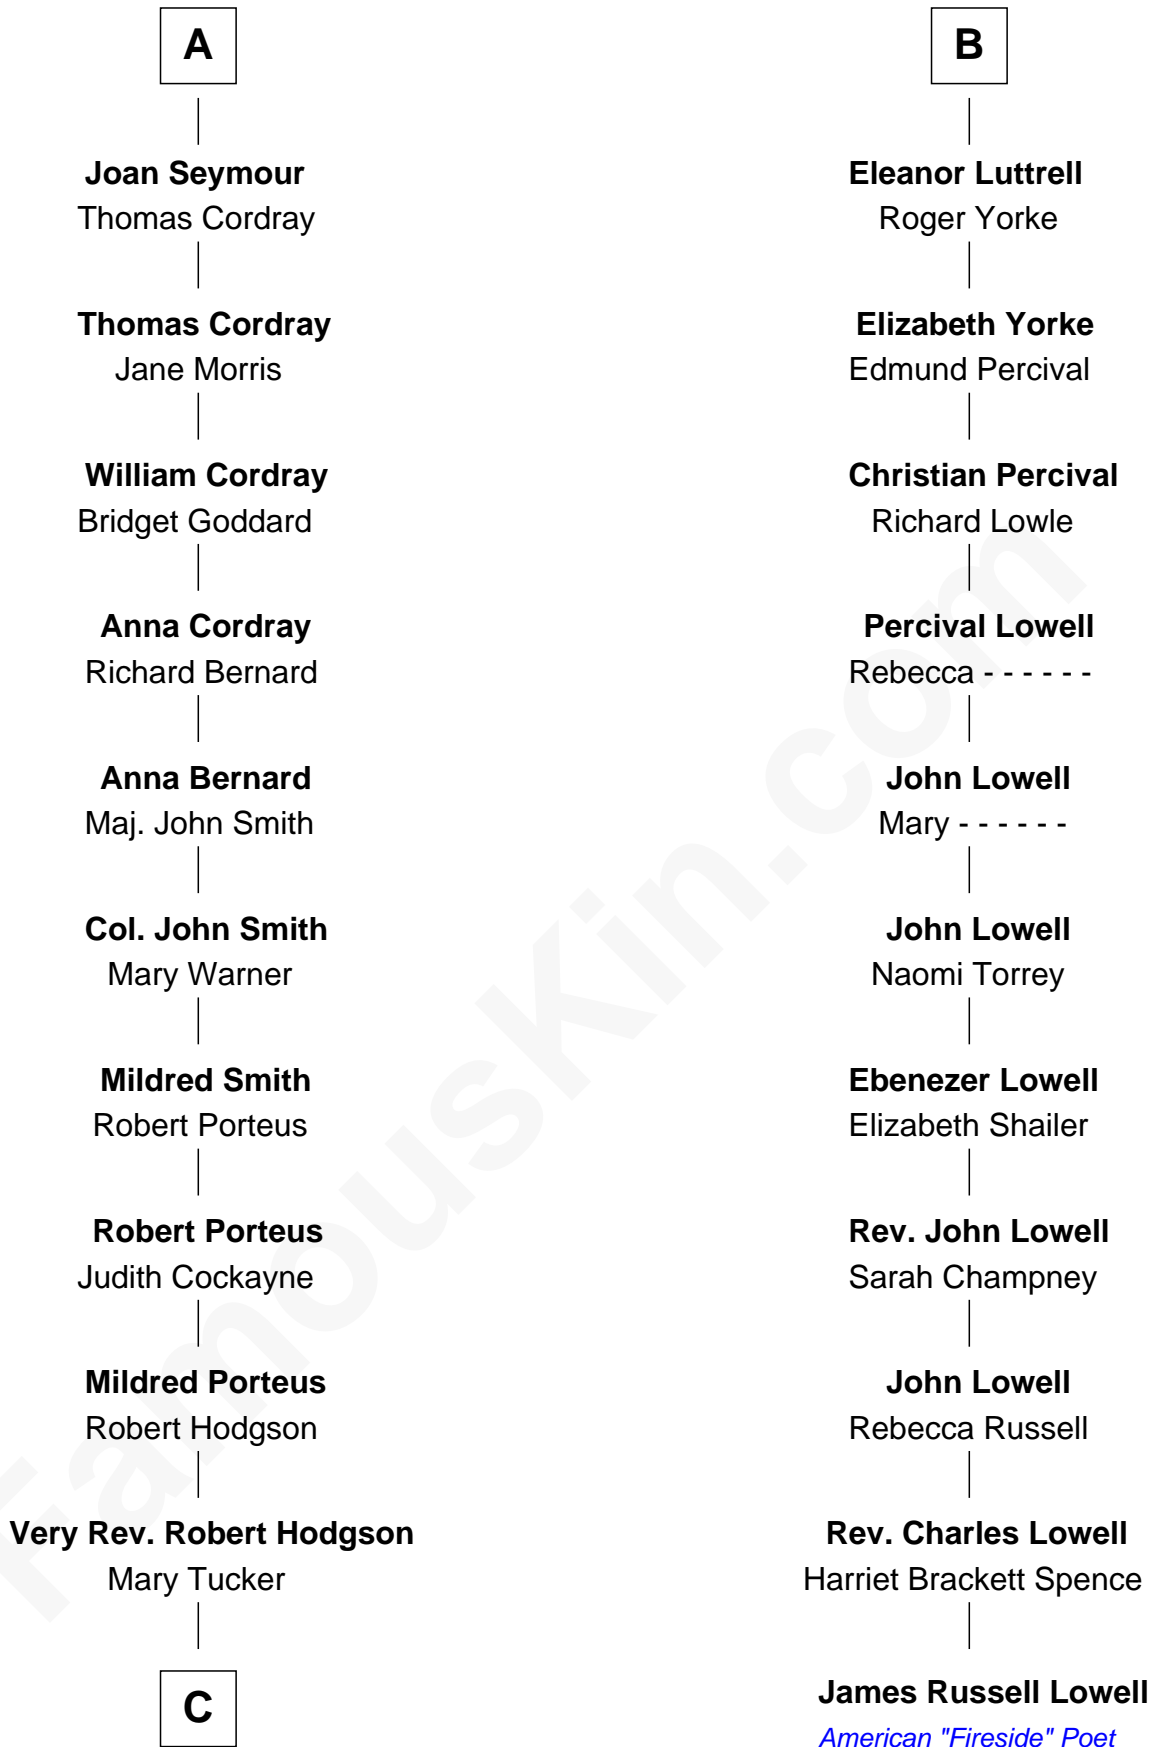 A
Joan Seymour
Thomas Cordray
Thomas Cordray
Jane Morris
William Cordray
Bridget Goddard
Anna Cordray
Richard Bernard
Anna Bernard
Maj. John Smith
Col. John Smith
Mary Warner
Mildred Smith
Robert Porteus
Robert Porteus
Judith Cockayne
Mildred Porteus
Robert Hodgson
Very Rev. Robert Hodgson
Mary Tucker
C
B
Eleanor Luttrell
Roger Yorke
Elizabeth Yorke
Edmund Percival
Christian Percival
Richard Lowle
Percival Lowell
Rebecca - - - - - -
John Lowell
Mary - - - - - -
John Lowell
Naomi Torrey
Ebenezer Lowell
Elizabeth Shailer
Rev. John Lowell
Sarah Champney
John Lowell
Rebecca Russell
Rev. Charles Lowell
Harriet Brackett Spence
James Russell Lowell
American "Fireside" Poet
FamousKin.com